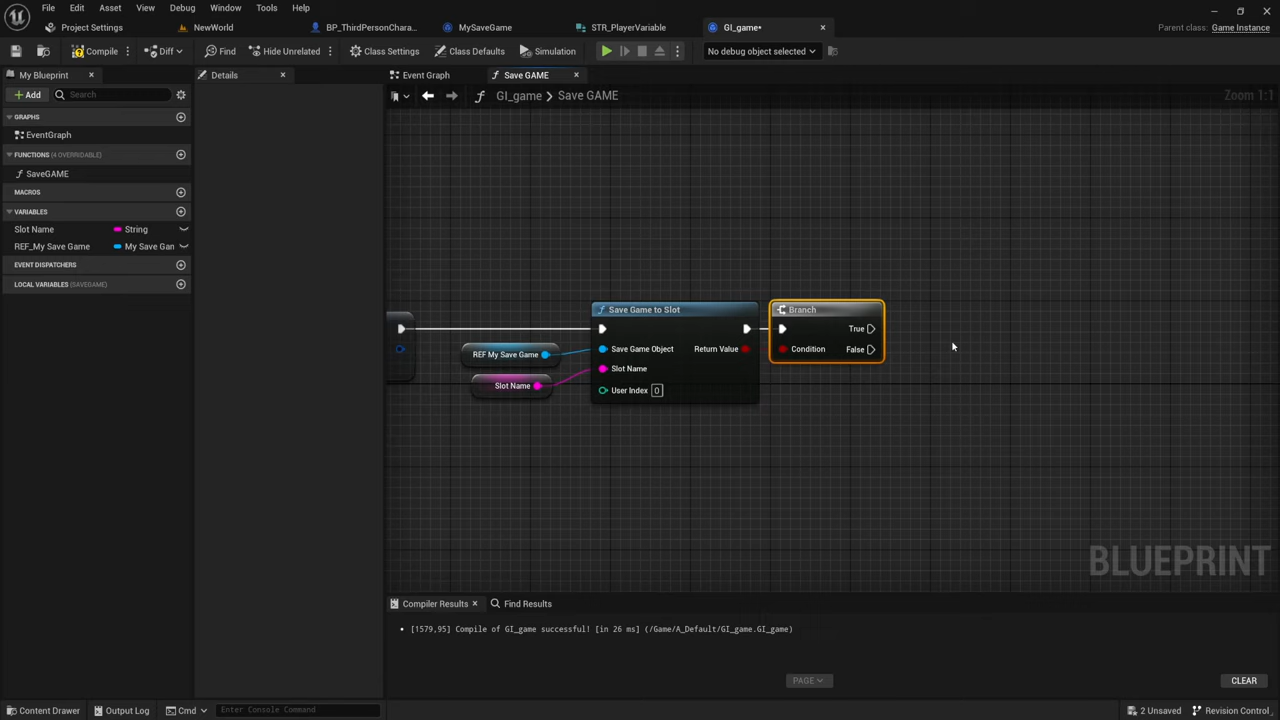 File Edit Asset View Debug Window Tools Help
Project Settings NewWorld BP_ThirdPersonChara... MySaveGame STR_PlayerVariable GI_game* Parent class: Game Instance
Compile Diff Find Hide Unrelated Class Settings Class Defaults Simulation No debug object selected
My Blueprint Details Event Graph Save GAME
Add Search GI_game > Save GAME Zoom 1:1
GRAPHS
EventGraph
FUNCTIONS (4 OVERRIDABLE)
SaveGAME
MACROS
VARIABLES
Slot Name String
REF_My Save Game My Save Gan
EVENT DISPATCHERS
LOCAL VARIABLES (SAVEGAME)
Save Game to Slot Branch
True
REF My Save Game Save Game Object Return Value Condition False
Slot Name
Slot Name
User Index 0
BLUEPRINT
Compiler Results Find Results
[1579,95] Compile of GI_game successful! [in 26 ms] (/Game/A_Default/GI_game.GI_game)
PAGE CLEAR
Content Drawer Output Log Cmd Enter Console Command 2 Unsaved Revision Control